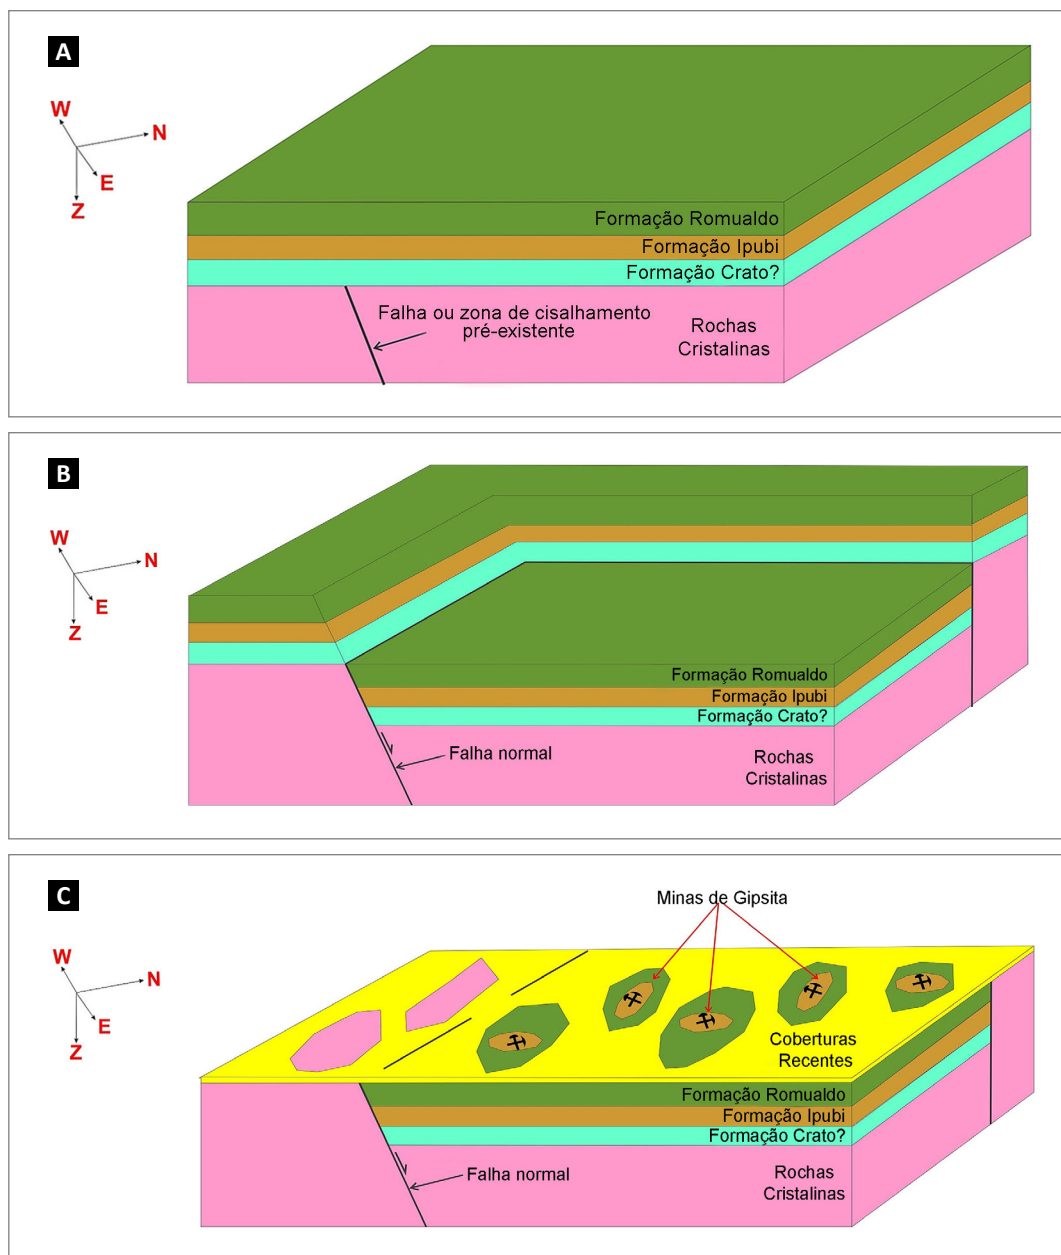 A
W
N
E
Z
Formação Romualdo
Formação Ipubi
Formação Crato?
Falha ou zona de cisalhamento
pré-existente
Rochas
Cristalinas
B
W
N
E
Z
Formação Romualdo
Formação Ipubi
Formação Crato?
Falha normal
Rochas
Cristalinas
C
Minas de Gipsita
W
N
E
Z
Coberturas
Recentes
Formação Romualdo
Formação Ipubi
Formação Crato?
Falha normal
Rochas
Cristalinas